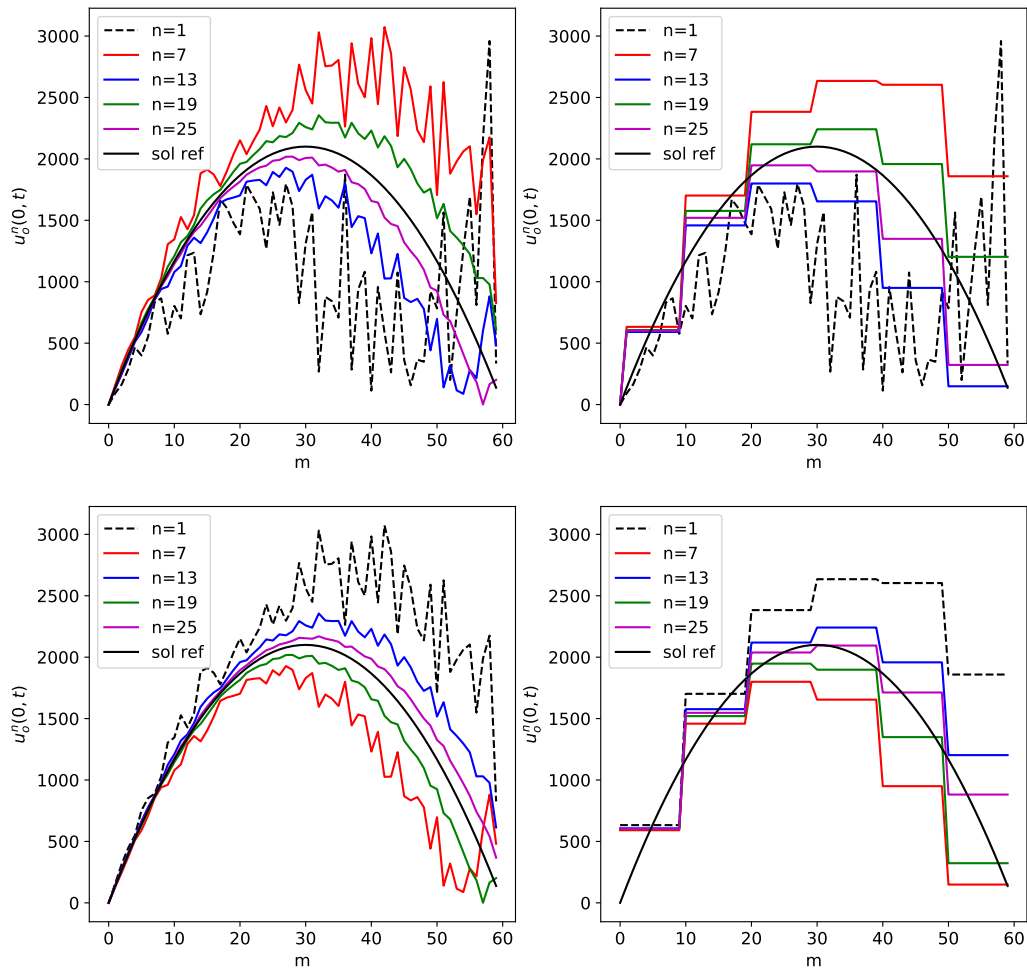 n=1
n=7
n=13
n=19
n=25
sol ref
3000
2500
2000
1500
1000
500
0
0 10 20 30 40 50 60
m
u_o^n(0, t)
n=1
n=7
n=13
n=19
n=25
sol ref
3000
2500
2000
1500
1000
500
0
0 10 20 30 40 50 60
m
u_o^n(0, t)
n=1
n=7
n=13
n=19
n=25
sol ref
3000
2500
2000
1500
1000
500
0
0 10 20 30 40 50 60
m
u_o^n(0, t)
n=1
n=7
n=13
n=19
n=25
sol ref
3000
2500
2000
1500
1000
500
0
0 10 20 30 40 50 60
m
u_o^n(0, t)